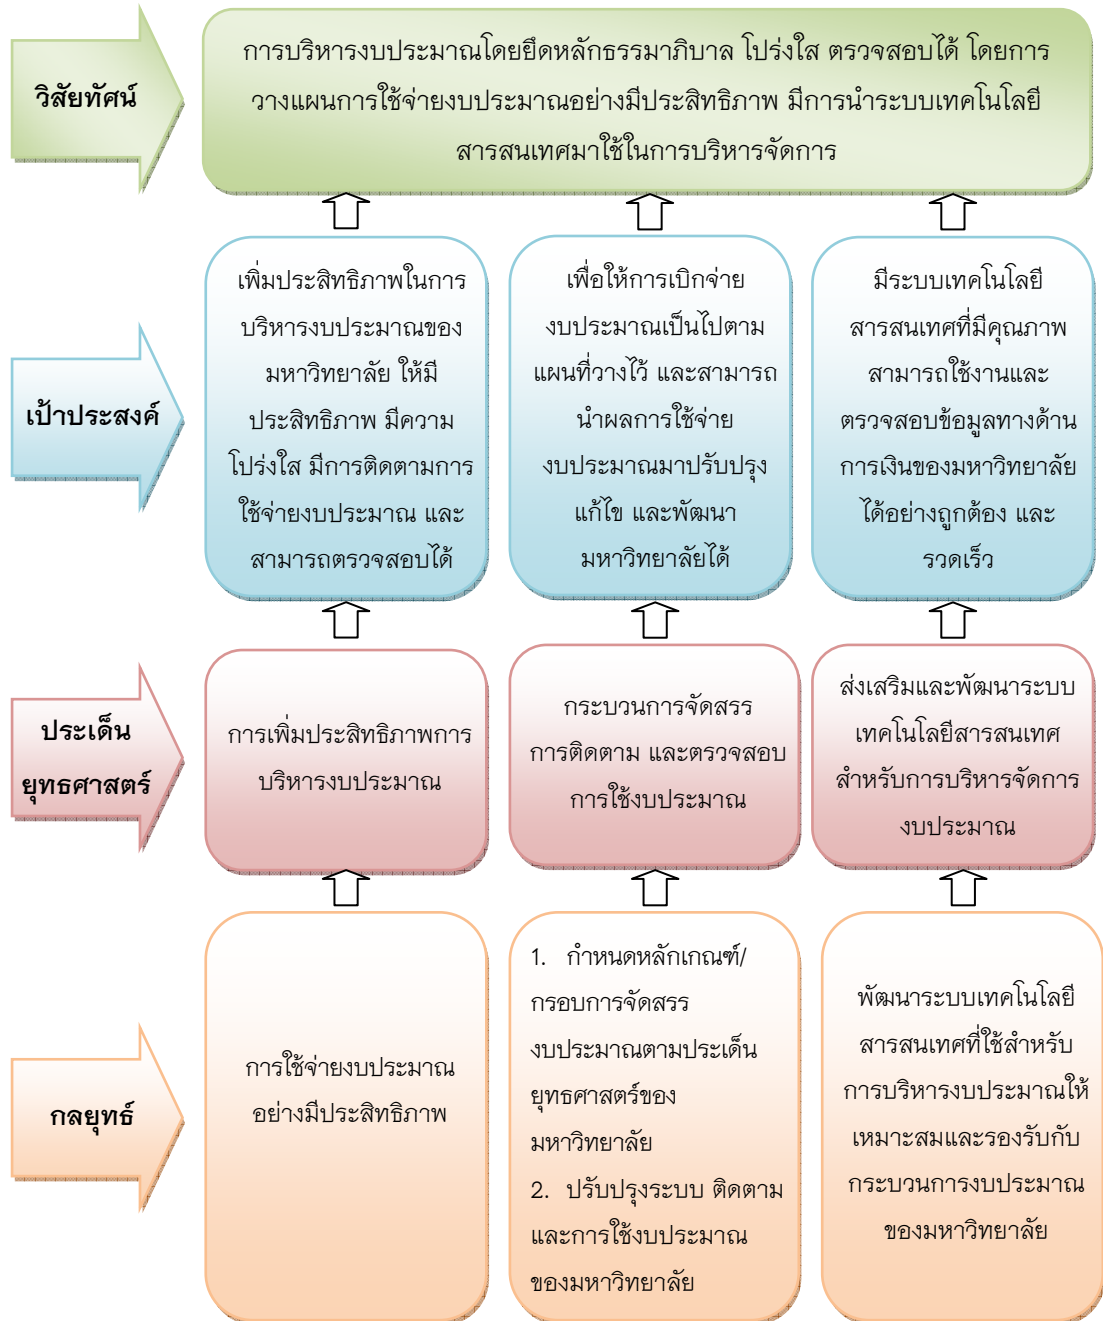 วิสัยทัศน์
การบริหารงบประมาณโดยยึดหลักธรรมาภิบาล โปร่งใส ตรวจสอบได้ โดยการ
วางแผนการใช้จ่ายงบประมาณอย่างมีประสิทธิภาพ มีการนำระบบเทคโนโลยี
สารสนเทศมาใช้ในการบริหารจัดการ
เป้าประสงค์
เพิ่มประสิทธิภาพในการ
บริหารงบประมาณของ
มหาวิทยาลัย ให้มี
ประสิทธิภาพ มีความ
โปร่งใส มีการติดตามการ
ใช้จ่ายงบประมาณ และ
สามารถตรวจสอบได้
เพื่อให้การเบิกจ่าย
งบประมาณเป็นไปตาม
แผนที่วางไว้ และสามารถ
นำผลการใช้จ่าย
งบประมาณมาปรับปรุง
แก้ไข และพัฒนา
มหาวิทยาลัยได้
มีระบบเทคโนโลยี
สารสนเทศที่มีคุณภาพ
สามารถใช้งานและ
ตรวจสอบข้อมูลทางด้าน
การเงินของมหาวิทยาลัย
ได้อย่างถูกต้อง และ
รวดเร็ว
ประเด็น
ยุทธศาสตร์
การเพิ่มประสิทธิภาพการ
บริหารงบประมาณ
กระบวนการจัดสรร
การติดตาม และตรวจสอบ
การใช้งบประมาณ
ส่งเสริมและพัฒนาระบบ
เทคโนโลยีสารสนเทศ
สำหรับการบริหารจัดการ
งบประมาณ
กลยุทธ์
การใช้จ่ายงบประมาณ
อย่างมีประสิทธิภาพ
1. กำหนดหลักเกณฑ์/
กรอบการจัดสรร
งบประมาณตามประเด็น
ยุทธศาสตร์ของ
มหาวิทยาลัย
2. ปรับปรุงระบบ ติดตาม
และการใช้งบประมาณ
ของมหาวิทยาลัย
พัฒนาระบบเทคโนโลยี
สารสนเทศที่ใช้สำหรับ
การบริหารงบประมาณให้
เหมาะสมและรองรับกับ
กระบวนการงบประมาณ
ของมหาวิทยาลัย